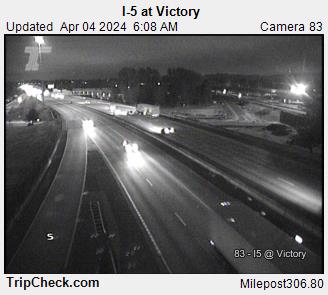 I-5 at Victory
Updated Apr 04 2024 6:08 AM Camera 83
T
83 - I5 @ Victory
TripCheck.com Milepost306.80